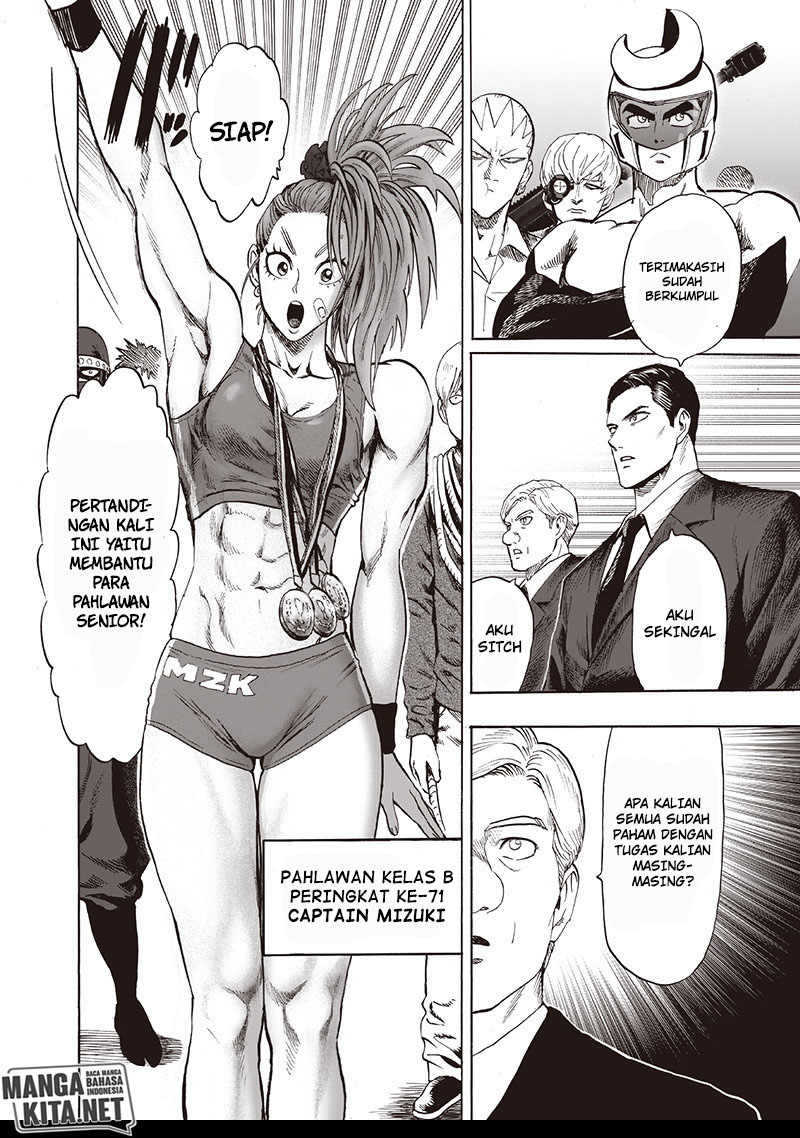 TERIMAKASIH
SUDAH
BERKUMPUL
AKU
SEKINGAL
AKU
SITCH
APA KALIAN
SEMUA SUDAH
PAHAM DENGAN
TUGAS KALIAN
MASING-
MASING?
SIAP!
PERTANDI-
NGAN KALI
INI YAITU
MEMBANTU
PARA
PAHLAWAN
SENIOR!
MZK
PAHLAWAN KELAS B
PERINGKAT KE-71
CAPTAIN MIZUKI
MANGA
KITA.NET
BACA MANGA
BAHASA
INDONESIA